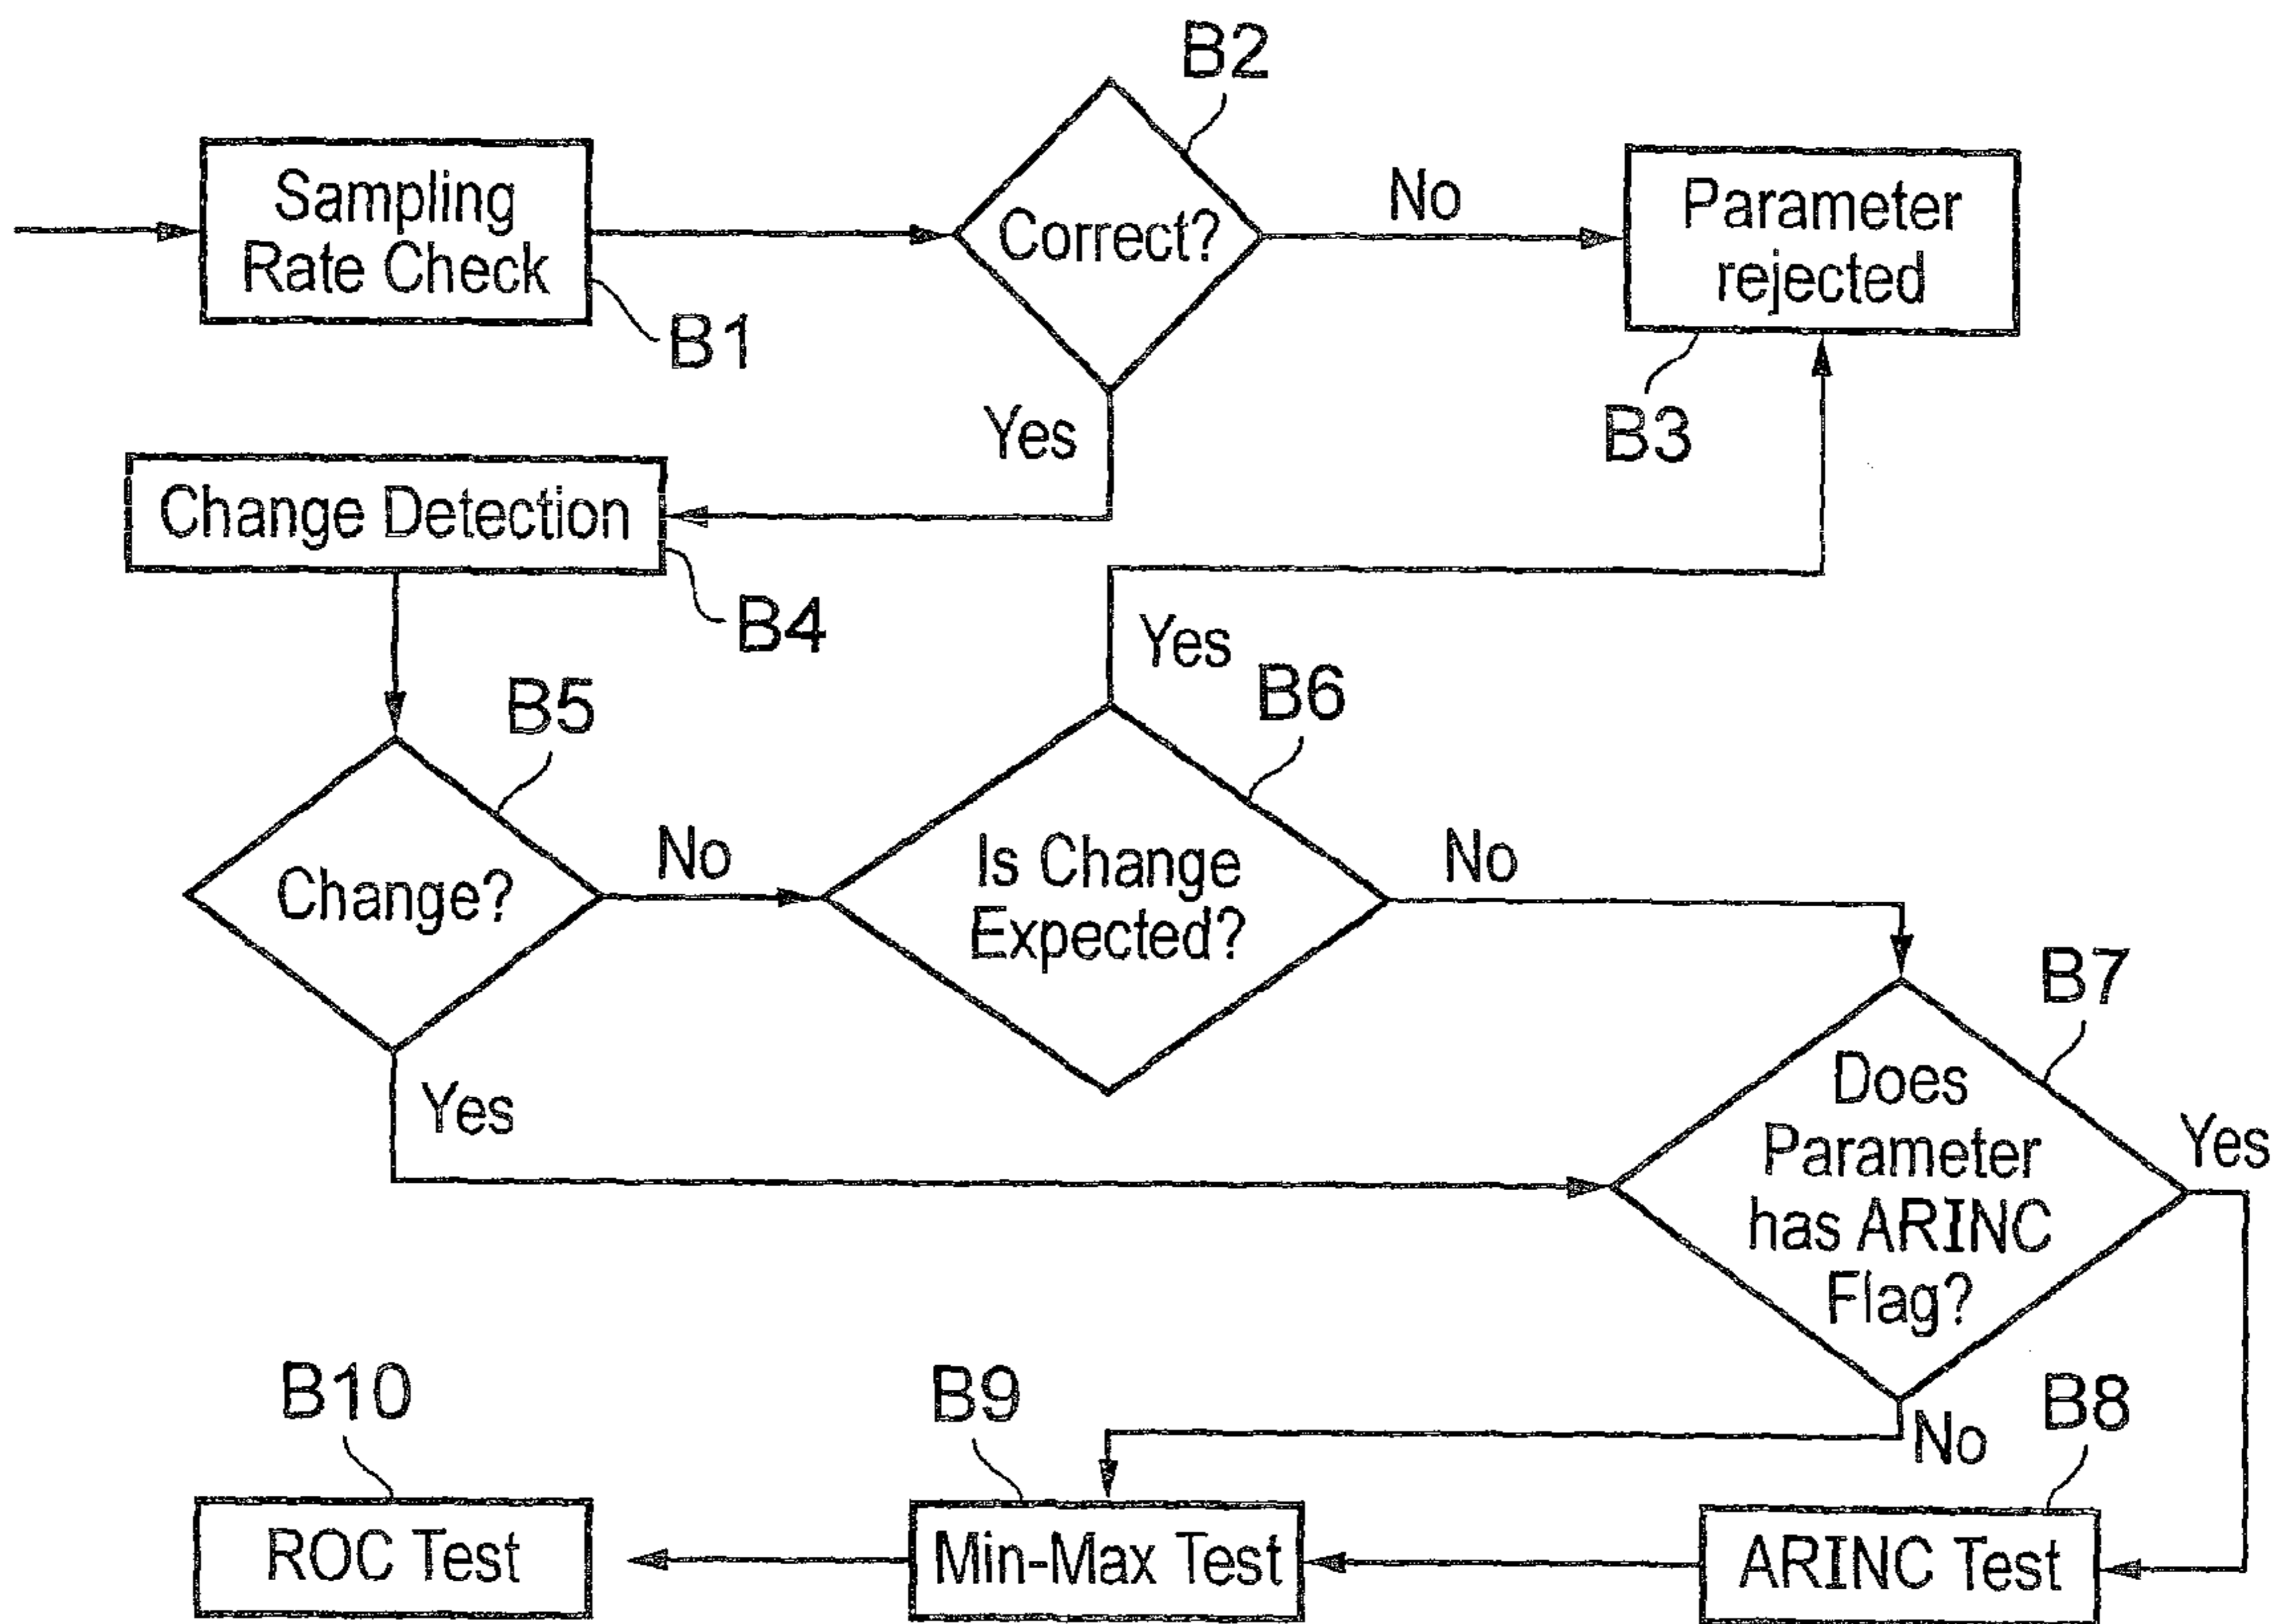 B2
Sampling
Rate Check
B1
Correct?
No
Parameter
rejected
B3
Yes
Change Detection
B4
Yes
B5
B6
Change?
No
Is Change
Expected?
No
B7
Yes
Does
Parameter
has ARINC
Flag?
Yes
No
B10
B9
B8
ROC Test
Min-Max Test
ARINC Test